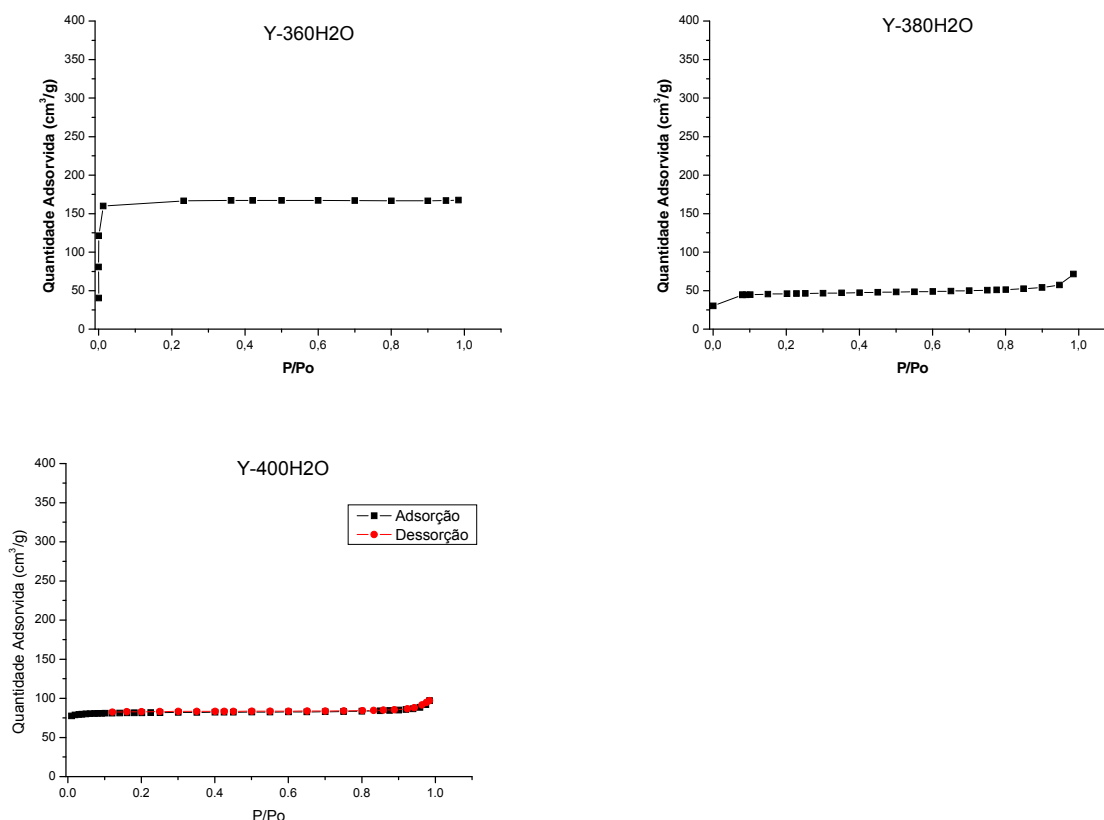 Y-360H2O
Quantidade Adsorvida (cm³/g)
400
350
300
250
200
150
100
50
0
0,0 0,2 0,4 0,6 0,8 1,0
P/Po
Y-380H2O
Quantidade Adsorvida (cm³/g)
400
350
300
250
200
150
100
50
0
0,0 0,2 0,4 0,6 0,8 1,0
P/Po
Y-400H2O
Quantidade Adsorvida (cm³/g)
400
350
300
250
200
150
100
50
0
Adsorção
Dessorção
0.0 0.2 0.4 0.6 0.8 1.0
P/Po